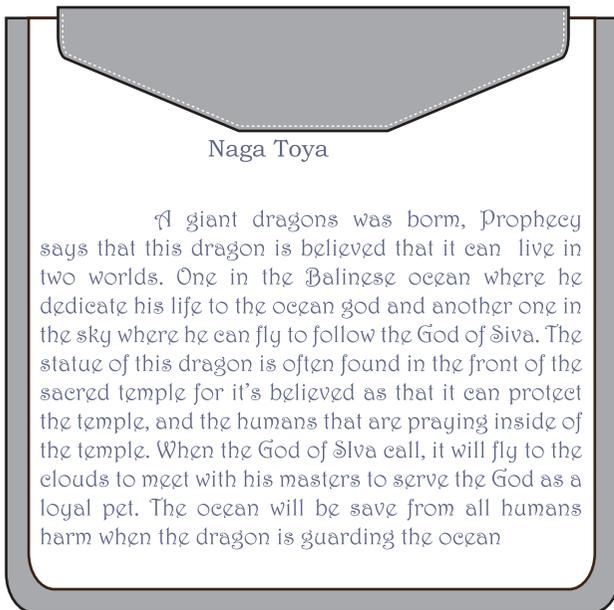 Naga Toya
A giant dragons was borm, Prophecy
says that this dragon is believed that it can live in
two worlds. One in the Balinese ocean where he
dedicate his life to the ocean god and another one in
the sky where he can fly to follow the God of Siva. The
statue of this dragon is often found in the front of the
sacred temple for it's believed as that it can protect
the temple, and the humans that are praying inside of
the temple. When the God of SIva call, it will fly to the
clouds to meet with his masters to serve the God as a
loyal pet. The ocean will be save from all humans
harm when the dragon is guarding the ocean